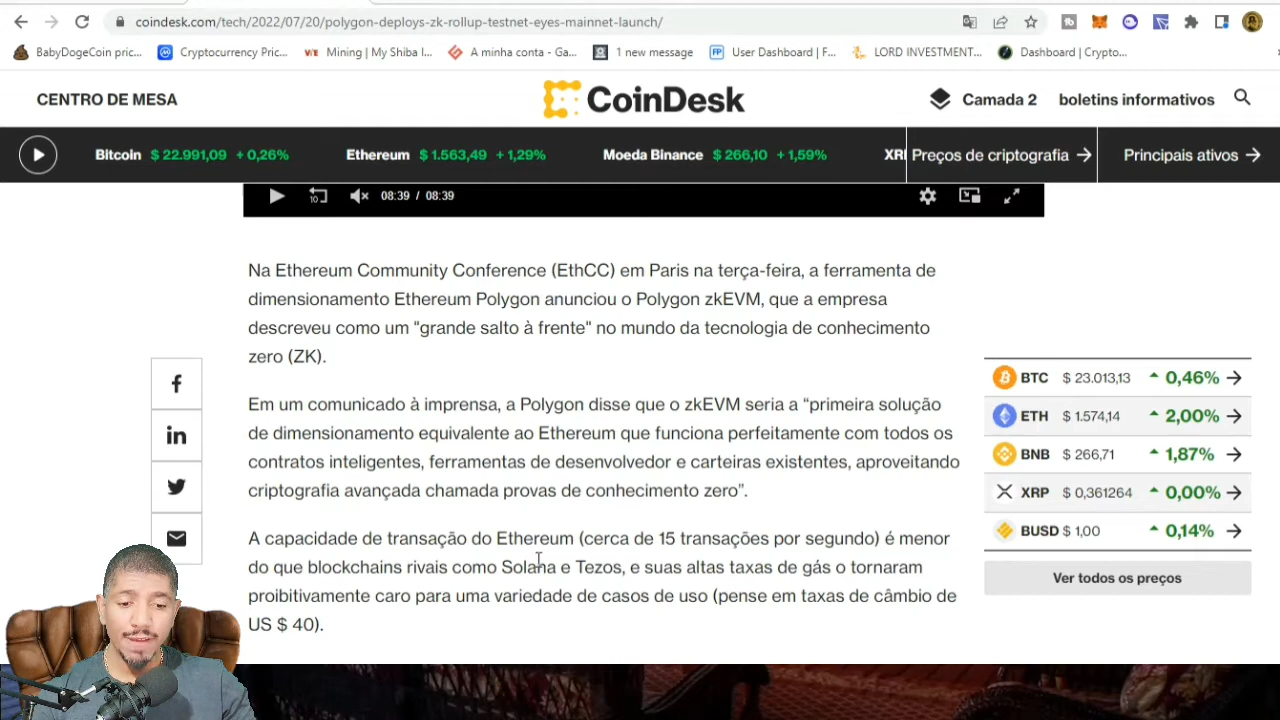 coindesk.com/tech/2022/07/20/polygon-deploys-zk-rollup-testnet-eyes-mainnet-launch/
BabyDogeCoin pric... Cryptocurrency Pric... Mining | My Shiba I... A minha conta - Ga... 1 new message User Dashboard | F... LORD INVESTMENT... Dashboard | Crypto...
CENTRO DE MESA CoinDesk Camada 2 boletins informativos
Bitcoin $ 22.991,09 + 0,26% Ethereum $ 1.563,49 + 1,29% Moeda Binance $ 266,10 + 1,59% XRI Preços de criptografia → Principais ativos →
10 08:39 / 08:39
Na Ethereum Community Conference (EthCC) em Paris na terça-feira, a ferramenta de
dimensionamento Ethereum Polygon anunciou o Polygon zkEVM, que a empresa
descreveu como um "grande salto à frente" no mundo da tecnologia de conhecimento
zero (ZK).
Em um comunicado à imprensa, a Polygon disse que o zkEVM seria a “primeira solução
de dimensionamento equivalente ao Ethereum que funciona perfeitamente com todos os
contratos inteligentes, ferramentas de desenvolvedor e carteiras existentes, aproveitando
criptografia avançada chamada provas de conhecimento zero”.
A capacidade de transação do Ethereum (cerca de 15 transações por segundo) é menor
do que blockchains rivais como Solana e Tezos, e suas altas taxas de gás o tornaram
proibitivamente caro para uma variedade de casos de uso (pense em taxas de câmbio de
US $ 40).
BTC $ 23.013,13 0,46% →
ETH $ 1.574,14 2,00% →
BNB $ 266,71 1,87% →
XRP $ 0,361264 0,00% →
BUSD $ 1,00 0,14% →
Ver todos os preços